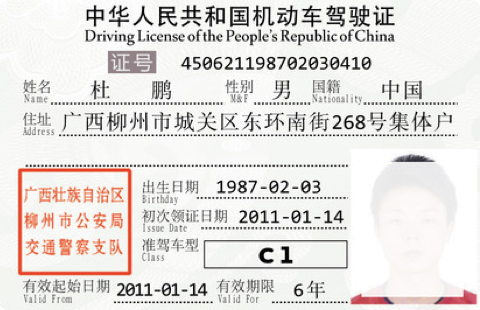 中华人民共和国机动车驾驶证
Driving License of the People's Republic of China
证号 450621198702030410
姓名 杜 鹏 性别 男 国籍 中国
Name M&F Nationality
住址 广西柳州市城关区东环南街268号集体户
Address
广西壮族自治区
柳州市公安局
交通警察支队
出生日期 1987-02-03
Birthday
初次领证日期 2011-01-14
Issue Date
准驾车型 C1
Class
有效起始日期 2011-01-14 有效期限 6年
Valid From Valid For